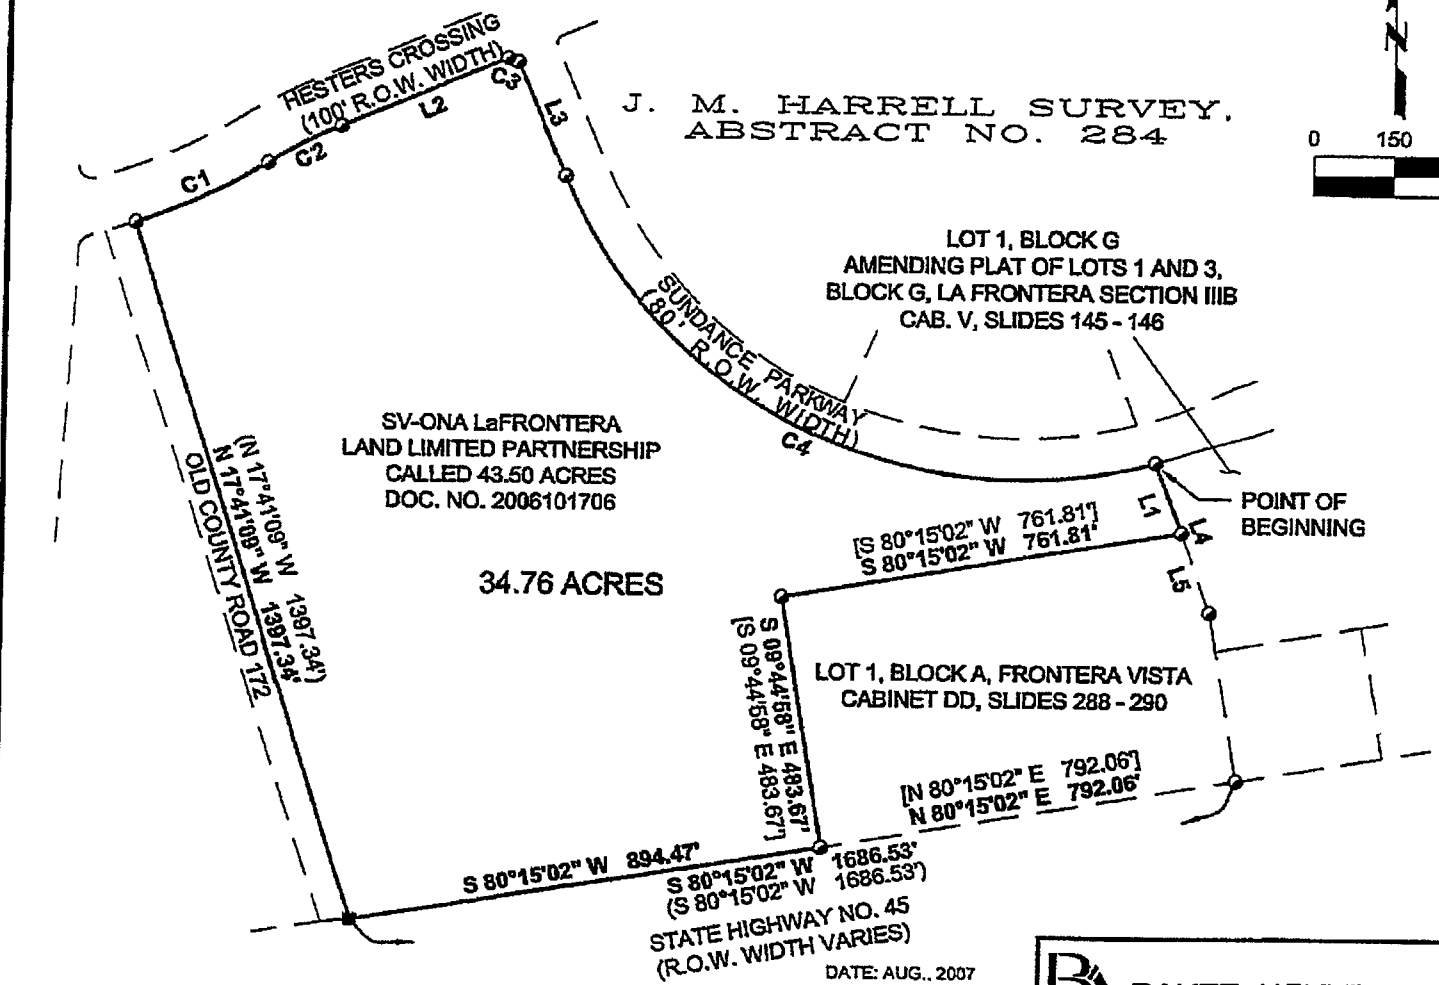 HESTERS CROSSING
(100' R.O.W. WIDTH)
C3
L2
C2
C1
L3
J. M. HARRELL SURVEY,
ABSTRACT NO. 284
N
0 150
LOT 1, BLOCK G
AMENDING PLAT OF LOTS 1 AND 3,
BLOCK G, LA FRONTERA SECTION IIIB
CAB. V, SLIDES 145 - 146
SUNDANCE PARKWAY
(80' R.O.W. WIDTH)
C4
SV-ONA LaFRONTERA
LAND LIMITED PARTNERSHIP
CALLED 43.50 ACRES
DOC. NO. 2006101706
34.76 ACRES
(N 17°41'09" W 1397.34')
N 17°41'09" W 1397.34'
OLD COUNTY ROAD 172
POINT OF
BEGINNING
L1
L4
L5
[S 80°15'02" W 761.81']
S 80°15'02" W 761.81'
S 09°44'58" E 483.67'
[S 09°44'58" E 483.67']
LOT 1, BLOCK A, FRONTERA VISTA
CABINET DD, SLIDES 288 - 290
[N 80°15'02" E 792.06']
N 80°15'02" E 792.06'
S 80°15'02" W 894.47'
S 80°15'02" W 1686.53'
(S 80°15'02" W 1686.53')
STATE HIGHWAY NO. 45
(R.O.W. WIDTH VARIES)
DATE: AUG., 2007